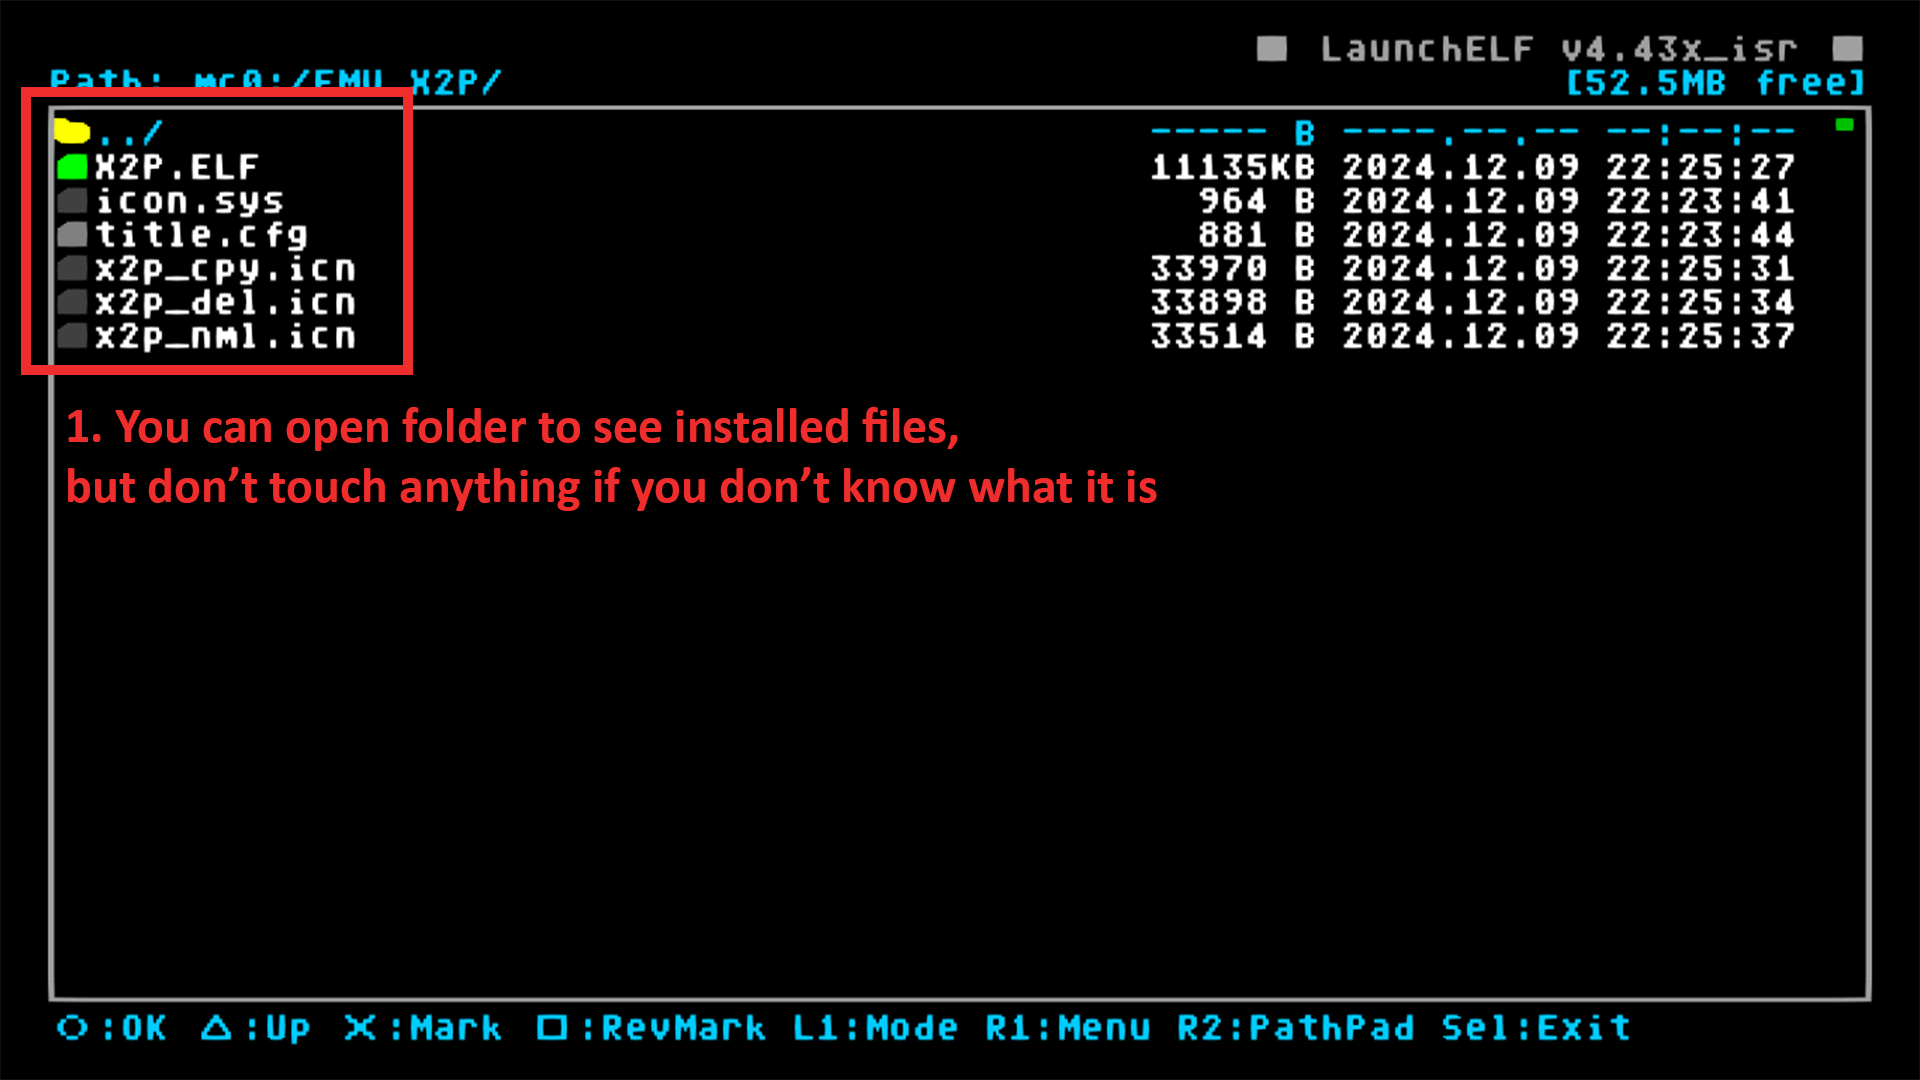 LaunchELF v4.43x_isr
Path: mc0:/EMU_X2P/ [52.5MB free]
../ ----- B ----.--.-- --:--:--
X2P.ELF 11135KB 2024.12.09 22:25:27
icon.sys 964 B 2024.12.09 22:23:41
title.cfg 881 B 2024.12.09 22:23:44
x2p_cpy.icn 33970 B 2024.12.09 22:25:31
x2p_del.icn 33898 B 2024.12.09 22:25:34
x2p_nml.icn 33514 B 2024.12.09 22:25:37
1. You can open folder to see installed files,
but don’t touch anything if you don’t know what it is
○:OK △:Up ×:Mark □:RevMark L1:Mode R1:Menu R2:PathPad Sel:Exit